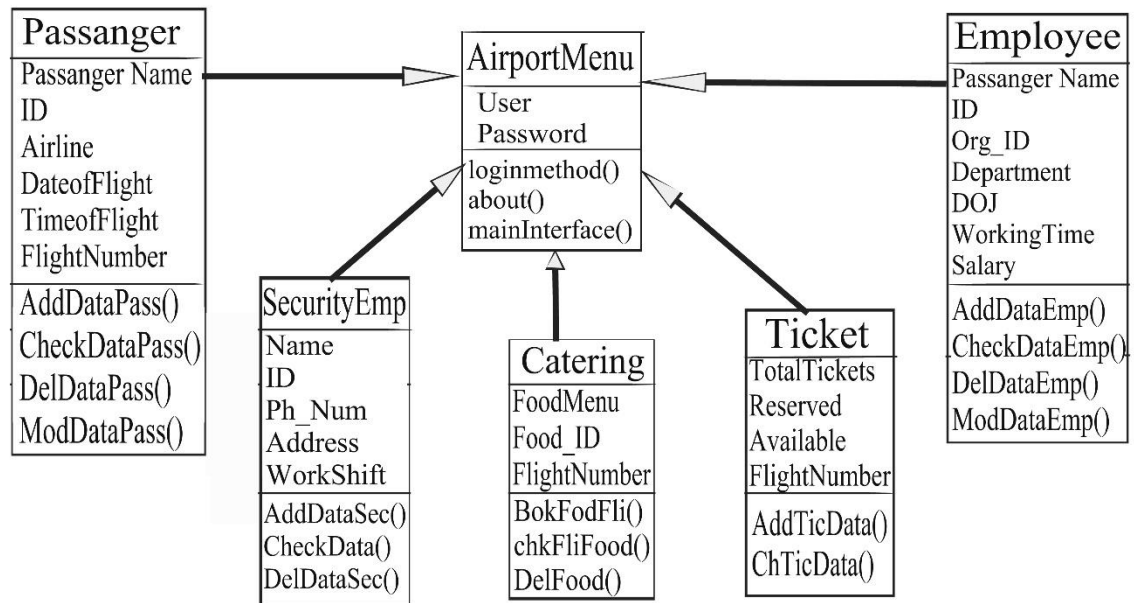 Passanger
Passanger Name
ID
Airline
DateofFlight
TimeofFlight
FlightNumber
AddDataPass()
CheckDataPass()
DelDataPass()
ModDataPass()
AirportMenu
User
Password
loginmethod()
about()
mainInterface()
Employee
Passanger Name
ID
Org_ID
Department
DOJ
WorkingTime
Salary
AddDataEmp()
CheckDataEmp()
DelDataEmp()
ModDataEmp()
SecurityEmp
Name
ID
Ph_Num
Address
WorkShift
AddDataSec()
CheckData()
DelDataSec()
Catering
FoodMenu
Food_ID
FlightNumber
BokFodFli()
chkFliFood()
DelFood()
Ticket
TotalTickets
Reserved
Available
FlightNumber
AddTicData()
ChTicData()